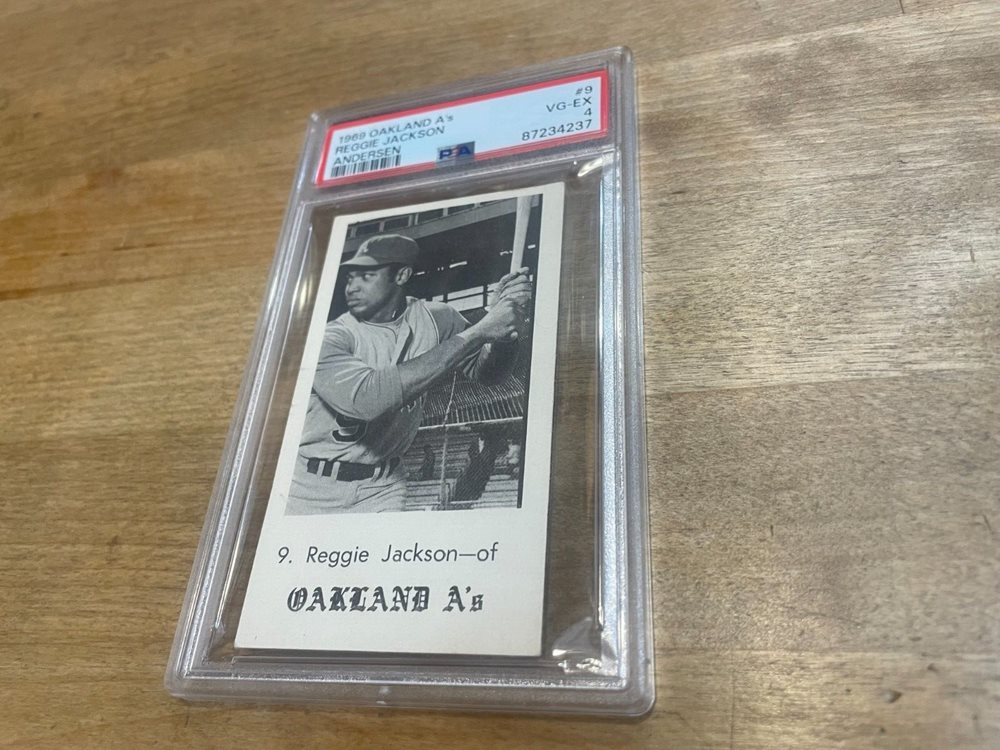 1969 OAKLAND A's
#9
REGGIE JACKSON
VG-EX
ANDERSEN
4
PSA
87234237
9. Reggie Jackson—of
OAKLAND A's